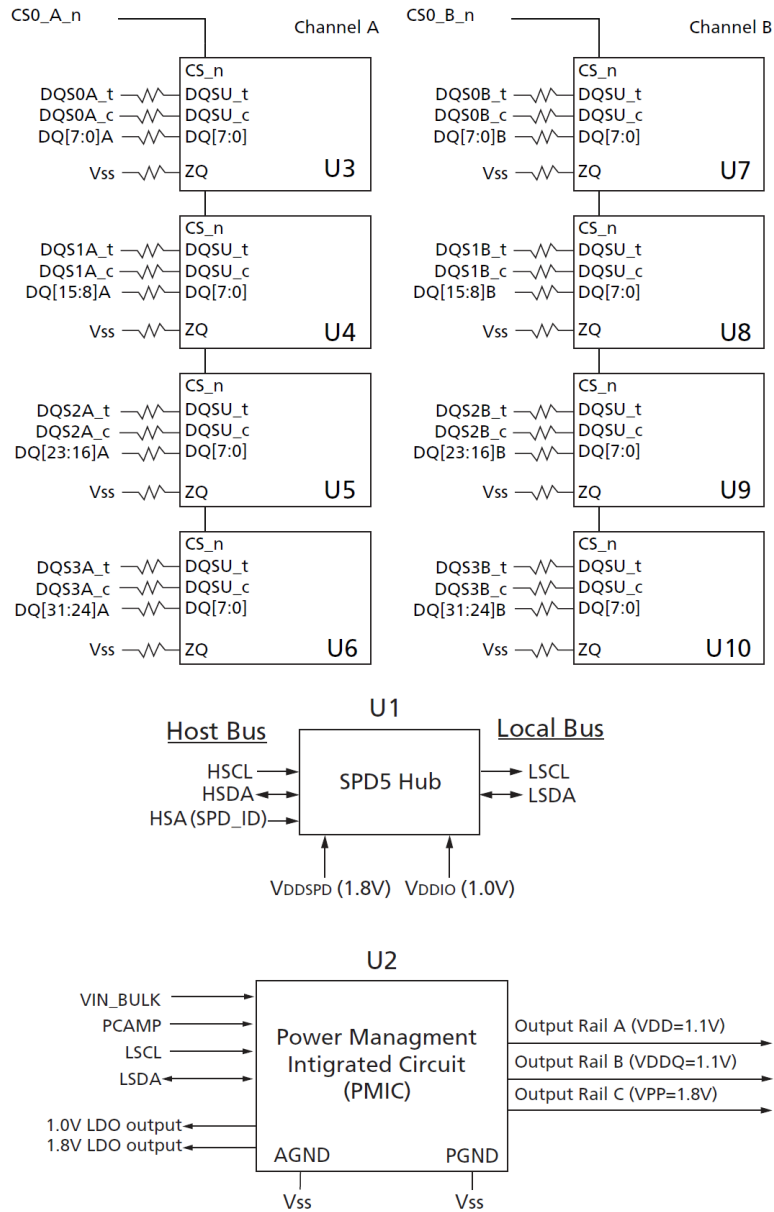 CS0_A_n
Channel A
CS_n
DQS0A_t
DQSU_t
DQS0A_c
DQSU_c
DQ[7:0]A
DQ[7:0]
Vss
ZQ
U3
CS_n
DQS1A_t
DQSU_t
DQS1A_c
DQSU_c
DQ[15:8]A
DQ[7:0]
Vss
ZQ
U4
CS_n
DQS2A_t
DQSU_t
DQS2A_c
DQSU_c
DQ[23:16]A
DQ[7:0]
Vss
ZQ
U5
CS_n
DQS3A_t
DQSU_t
DQS3A_c
DQSU_c
DQ[31:24]A
DQ[7:0]
Vss
ZQ
U6
CS0_B_n
Channel B
CS_n
DQS0B_t
DQSU_t
DQS0B_c
DQSU_c
DQ[7:0]B
DQ[7:0]
Vss
ZQ
U7
CS_n
DQS1B_t
DQSU_t
DQS1B_c
DQSU_c
DQ[15:8]B
DQ[7:0]
Vss
ZQ
U8
CS_n
DQS2B_t
DQSU_t
DQS2B_c
DQSU_c
DQ[23:16]B
DQ[7:0]
Vss
ZQ
U9
CS_n
DQS3B_t
DQSU_t
DQS3B_c
DQSU_c
DQ[31:24]B
DQ[7:0]
Vss
ZQ
U10
U1
Host Bus
Local Bus
HSCL
HSDA
HSA (SPD_ID)
SPD5 Hub
LSCL
LSDA
VDDSPD (1.8V)
VDDIO (1.0V)
U2
VIN_BULK
PCAMP
LSCL
LSDA
1.0V LDO output
1.8V LDO output
Power Managment
Intigrated Circuit
(PMIC)
AGND
PGND
Output Rail A (VDD=1.1V)
Output Rail B (VDDQ=1.1V)
Output Rail C (VPP=1.8V)
Vss
Vss